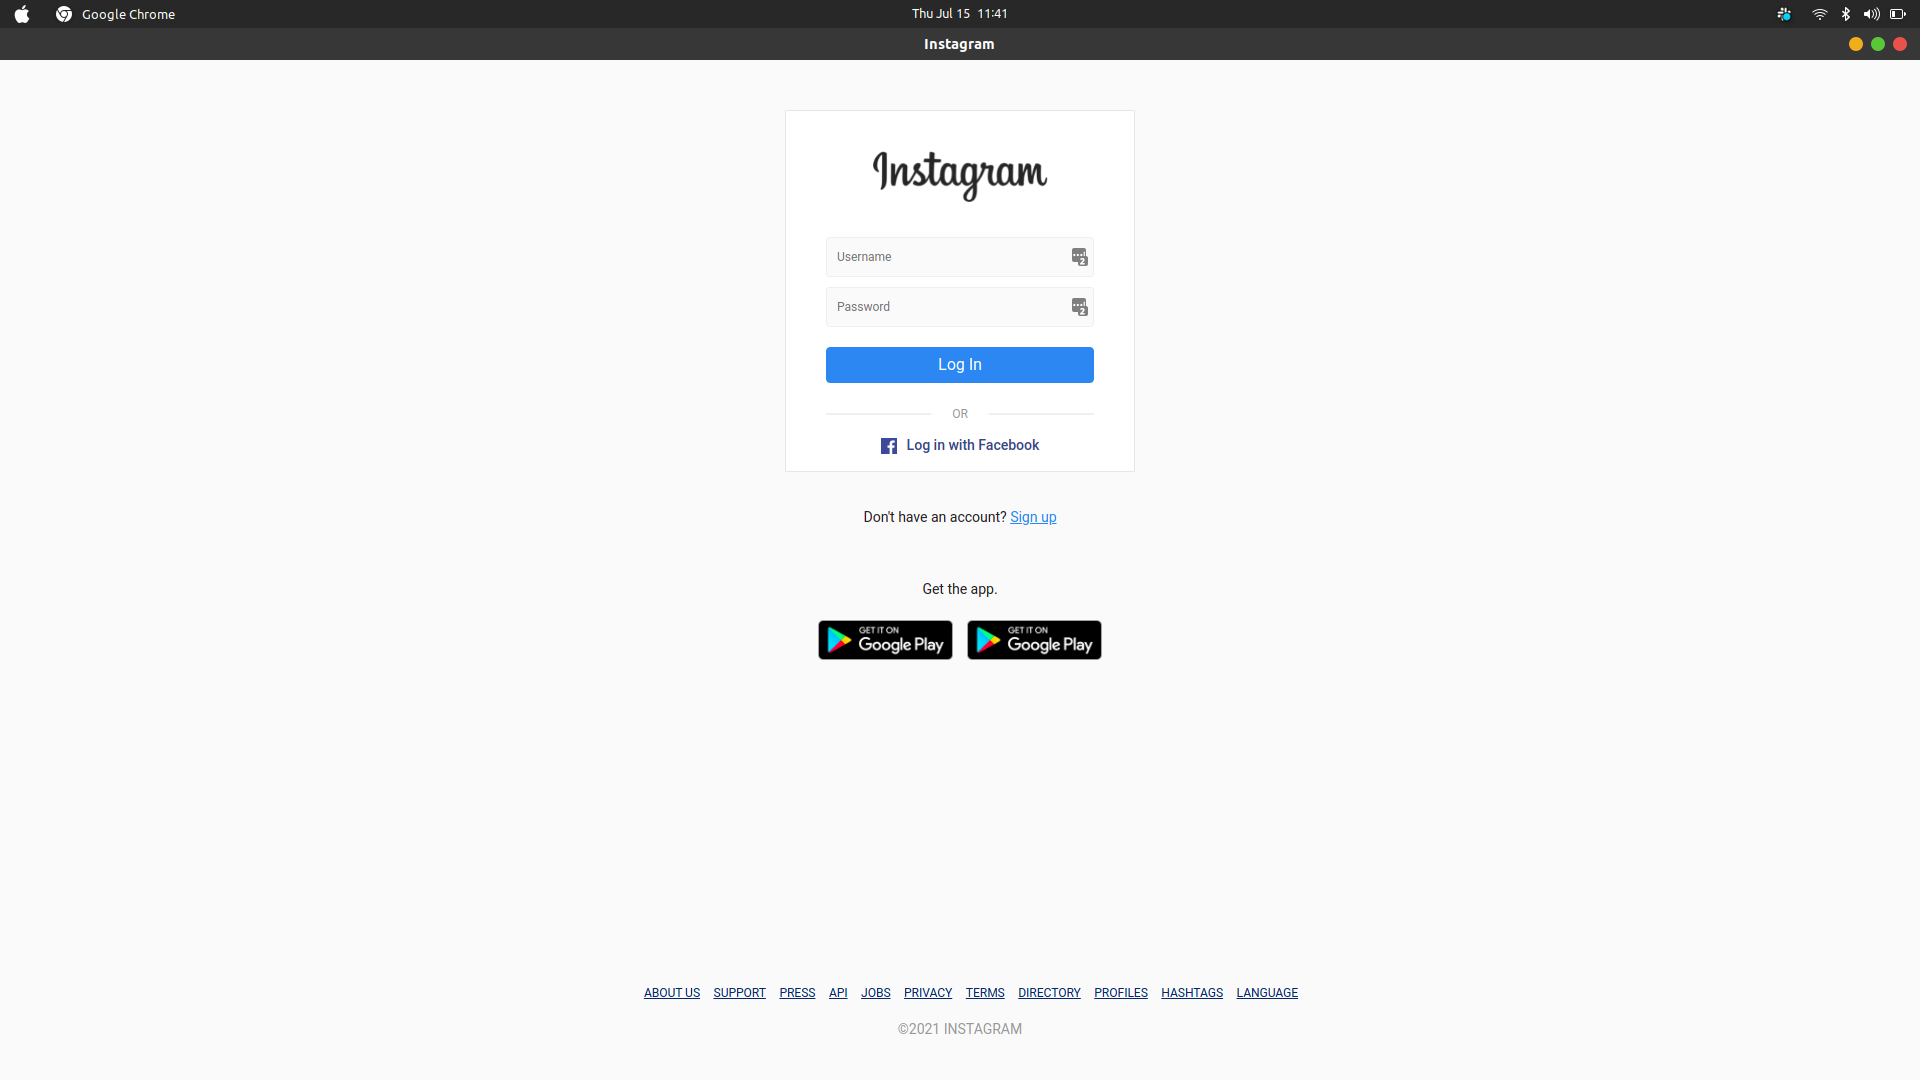 Google Chrome
Thu Jul 15 11:41
Instagram
Instagram
Username
2
Password
2
Log In
OR
Log in with Facebook
Don't have an account? Sign up
Get the app.
GET IT ON
Google Play
GET IT ON
Google Play
ABOUT US SUPPORT PRESS API JOBS PRIVACY TERMS DIRECTORY PROFILES HASHTAGS LANGUAGE
©2021 INSTAGRAM